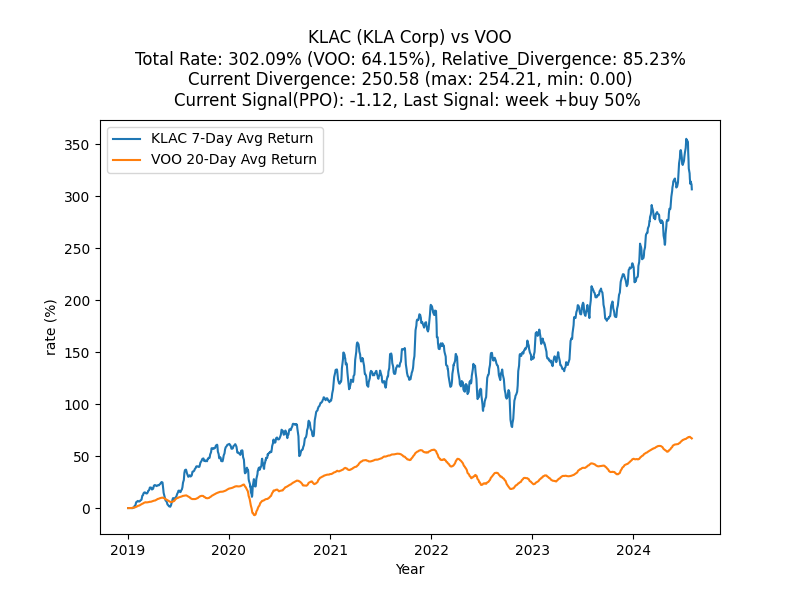 KLAC (KLA Corp) vs VOO
Total Rate: 302.09% (VOO: 64.15%), Relative_Divergence: 85.23%
Current Divergence: 250.58 (max: 254.21, min: 0.00)
Current Signal(PPO): -1.12, Last Signal: week +buy 50%
KLAC 7-Day Avg Return
VOO 20-Day Avg Return
350
300
250
200
150
100
50
0
rate (%)
2019
2020
2021
2022
2023
2024
Year